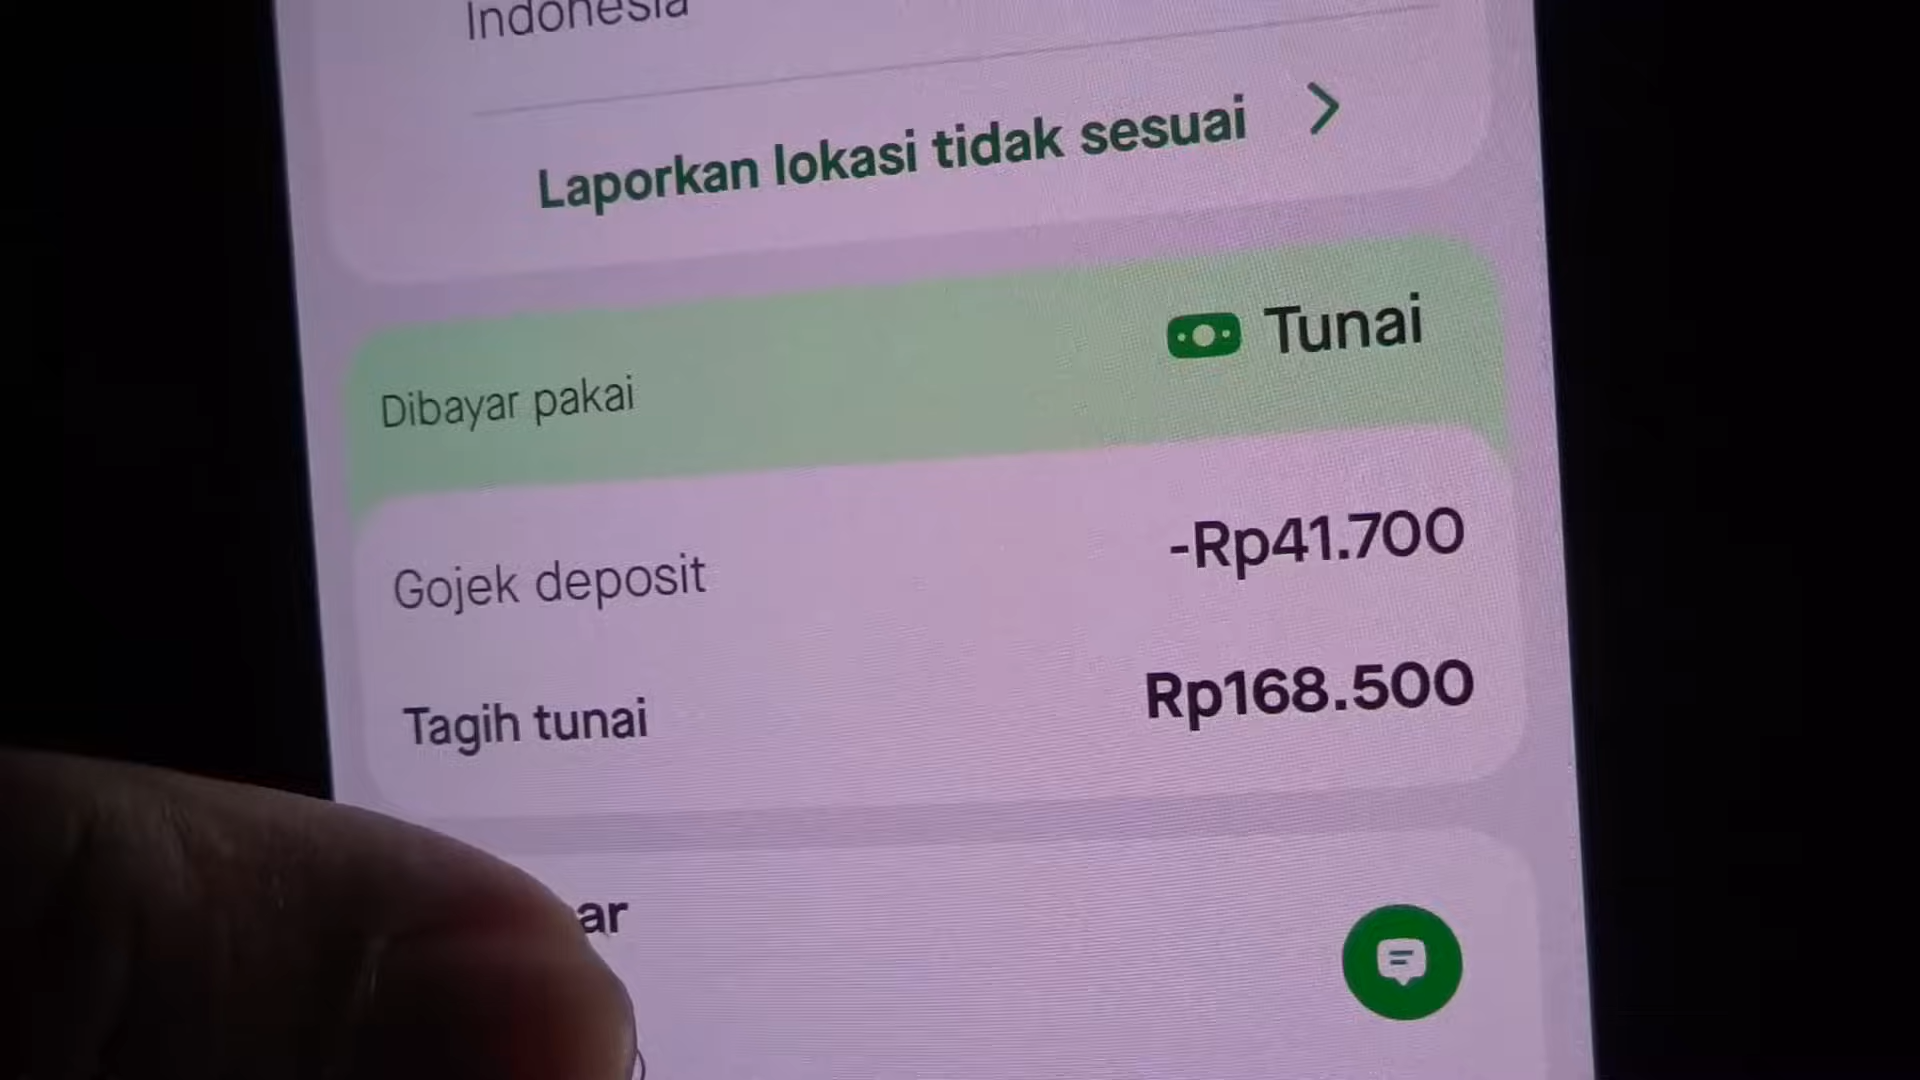 Indonesia
Laporkan lokasi tidak sesuai
Dibayar pakai Tunai
Gojek deposit -Rp41.700
Tagih tunai Rp168.500